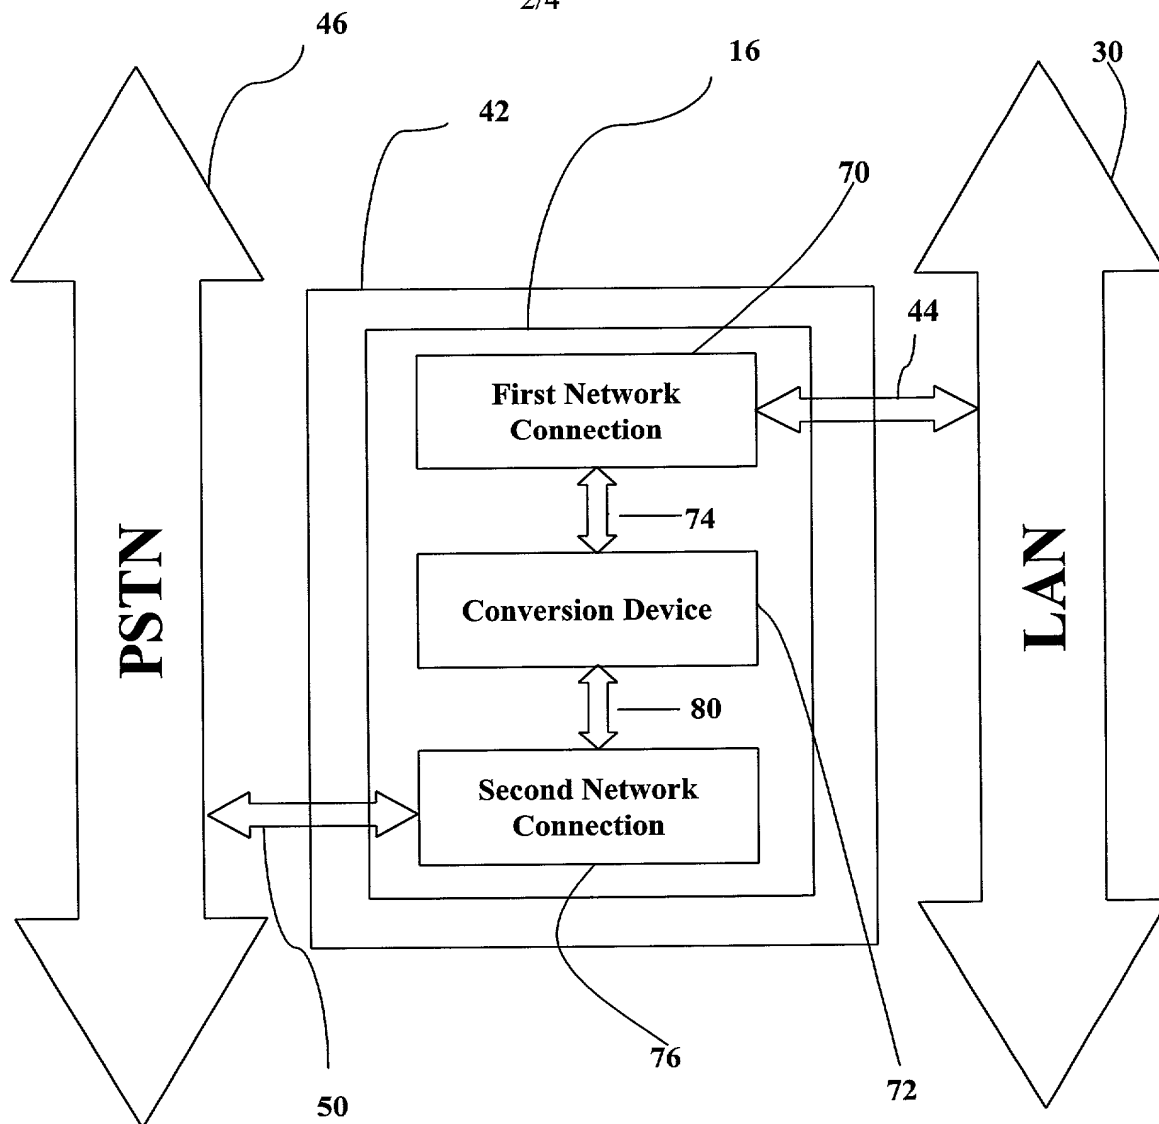 2/4
46
16
30
42
70
44
First Network
Connection
74
PSTN
Conversion Device
LAN
80
Second Network
Connection
76
72
50